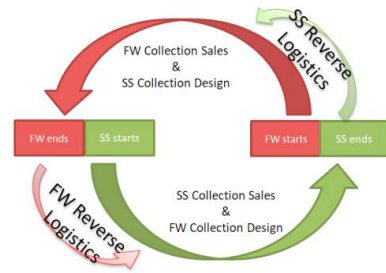 FW Collection Sales
&
SS Collection Design
SS Reverse
Logistics
FW ends
SS starts
FW starts
SS ends
FW Reverse
Logistics
SS Collection Sales
&
FW Collection Design